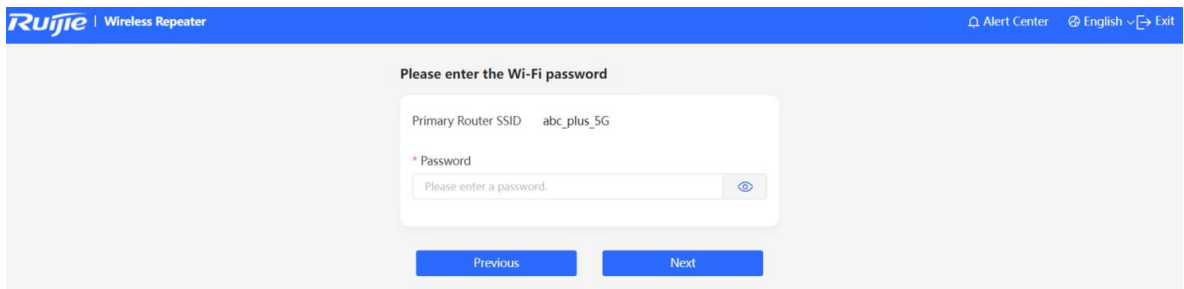 Ruijie | Wireless Repeater Alert Center English Exit
Please enter the Wi-Fi password
Primary Router SSID abc_plus_5G
* Password
Please enter a password.
Previous Next